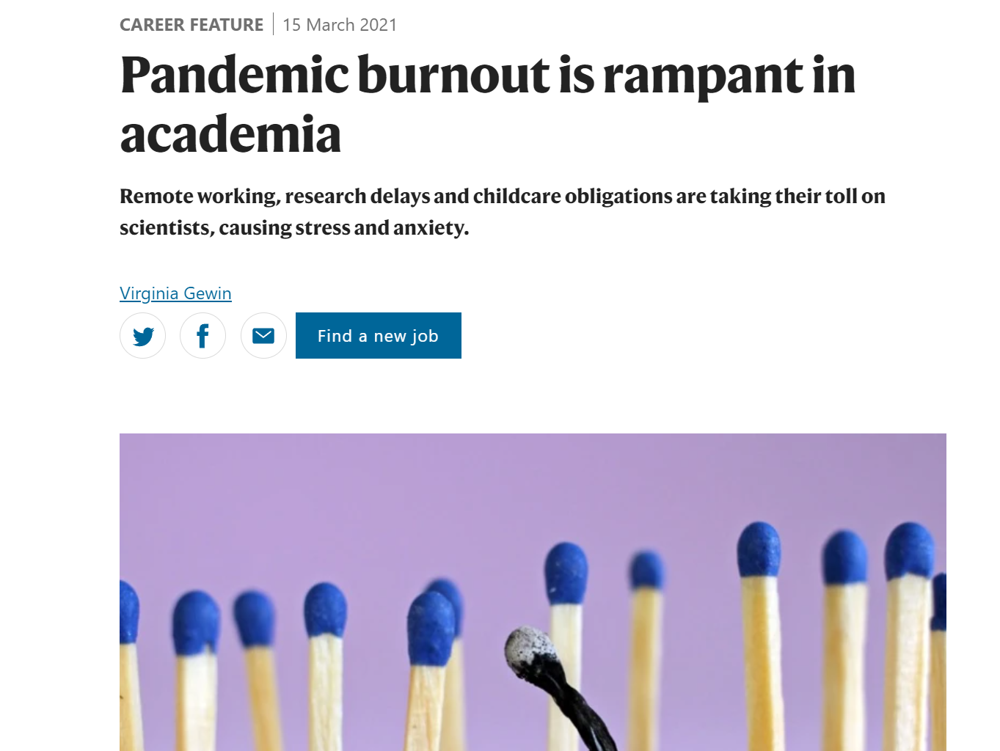 CAREER FEATURE | 15 March 2021
Pandemic burnout is rampant in
academia
Remote working, research delays and childcare obligations are taking their toll on
scientists, causing stress and anxiety.
Virginia Gewin
Find a new job